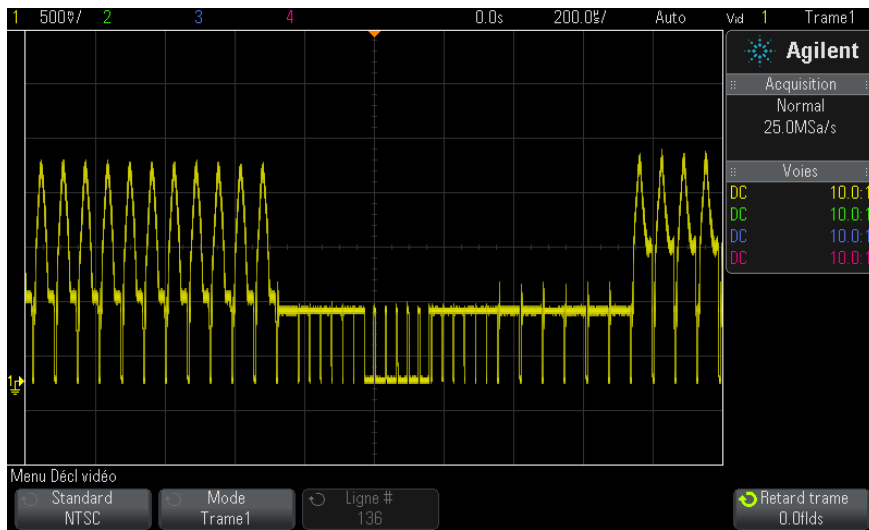 1 500♉/ 2 3 4 0.0s 200.0㎲/ Auto Vid 1 Trame1
Agilent
Acquisition
Normal
25.0MSa/s
Voies
DC 10.0:1
DC 10.0:1
DC 10.0:1
DC 10.0:1
1
Menu Décl vidéo
Standard Mode Ligne # Retard trame
NTSC Trame1 136 0.0flds